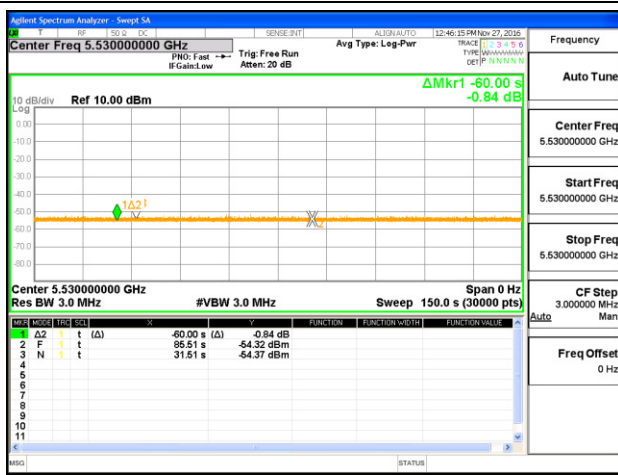 Agilent Spectrum Analyzer - Swept SA
T RF 50 Ω DC SENSE:INT ALIGNAUTO 12:46:15 PM Nov 27, 2016
Center Freq 5.530000000 GHz
PNO: Fast
IFGain:Low
Trig: Free Run
Atten: 20 dB
Avg Type: Log-Pwr
TRACE 1 2 3 4 5 6
TYPE
DET P N N N N N
ΔMkr1 -60.00 s
-0.84 dB
10 dB/div Ref 10.00 dBm
Log
0.00
-10.0
-20.0
-30.0
-40.0
-50.0
-60.0
-70.0
-80.0
1Δ2
2
Center 5.530000000 GHz Span 0 Hz
Res BW 3.0 MHz #VBW 3.0 MHz Sweep 150.0 s (30000 pts)
MKR MODE TRC SCL X Y FUNCTION FUNCTION WIDTH FUNCTION VALUE
1 Δ2 1 t (Δ) -60.00 s (Δ) -0.84 dB
2 F 1 t 85.51 s -54.32 dBm
3 N 1 t 31.51 s -54.37 dBm
4
5
6
7
8
9
10
11
MSG STATUS
Frequency
Auto Tune
Center Freq
5.530000000 GHz
Start Freq
5.530000000 GHz
Stop Freq
5.530000000 GHz
CF Step
3.000000 MHz
Auto Man
Freq Offset
0 Hz